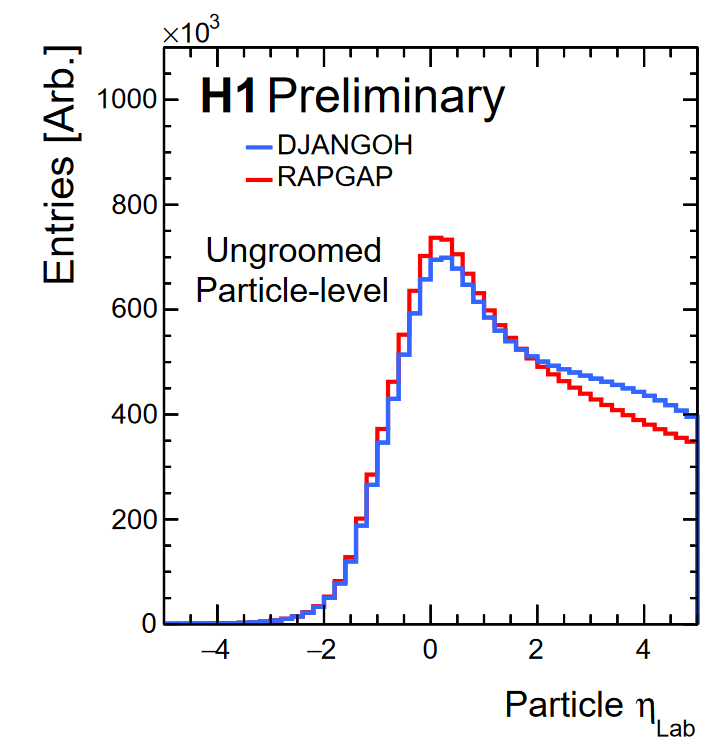 ×10³
Entries [Arb.]
1000
800
600
400
200
0
H1 Preliminary
DJANGOH
RAPGAP
Ungroomed
Particle-level
−4 −2 0 2 4
Particle η_Lab